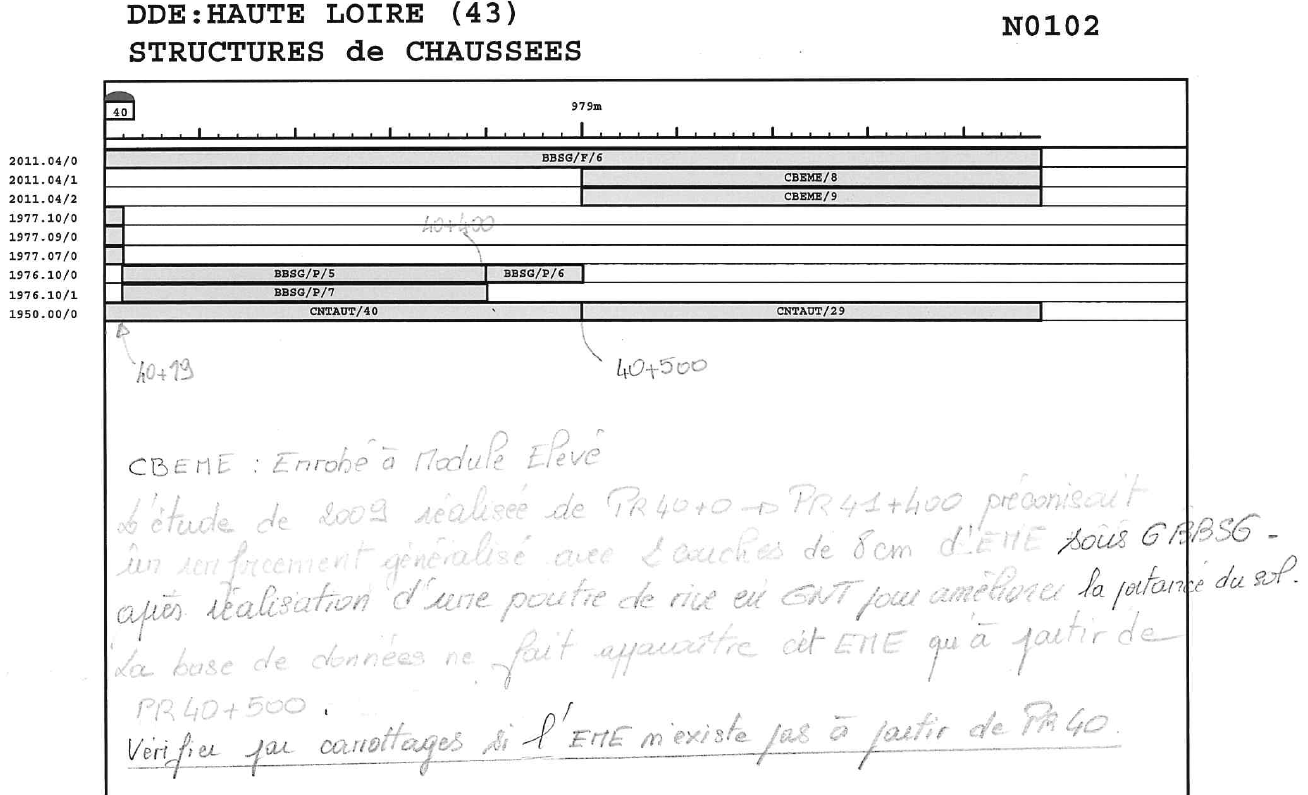 DDE:HAUTE LOIRE (43)
N0102
STRUCTURES de CHAUSSEES
40
979m
2011.04/0 BBSG/F/6
2011.04/1 CBEME/8
2011.04/2 CBEME/9
1977.10/0
40+400
1977.09/0
1977.07/0
1976.10/0 BBSG/P/5 BBSG/P/6
1976.10/1 BBSG/P/7
1950.00/0 CNTAUT/40 CNTAUT/29
40+19
40+500
CBEME : Enrobé à Module Elevé
L'étude de 2009 réalisée de PR40+0 → PR41+400 préconisait
un renforcement généralisé avec 2 couches de 8cm d'EME sous 6 BBSG -
après réalisation d'une poutre de rive en GNT pour améliorer la portance du sol.
La base de données ne fait apparaître cet EME qu'à partir de
PR40+500.
Vérifier par carottages si l'EME n'existe pas à partir de PR40.